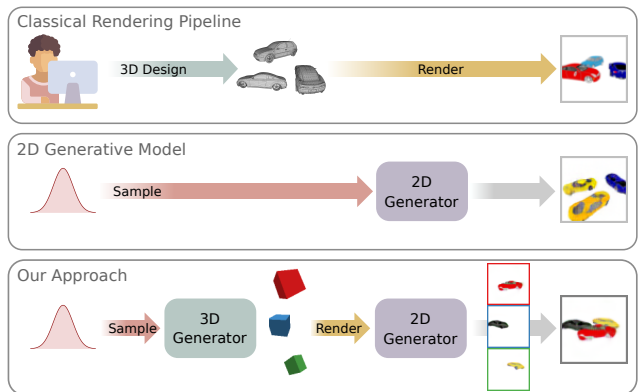 Classical Rendering Pipeline
3D Design
Render
2D Generative Model
Sample
2D
Generator
Our Approach
Sample
3D
Generator
Render
2D
Generator